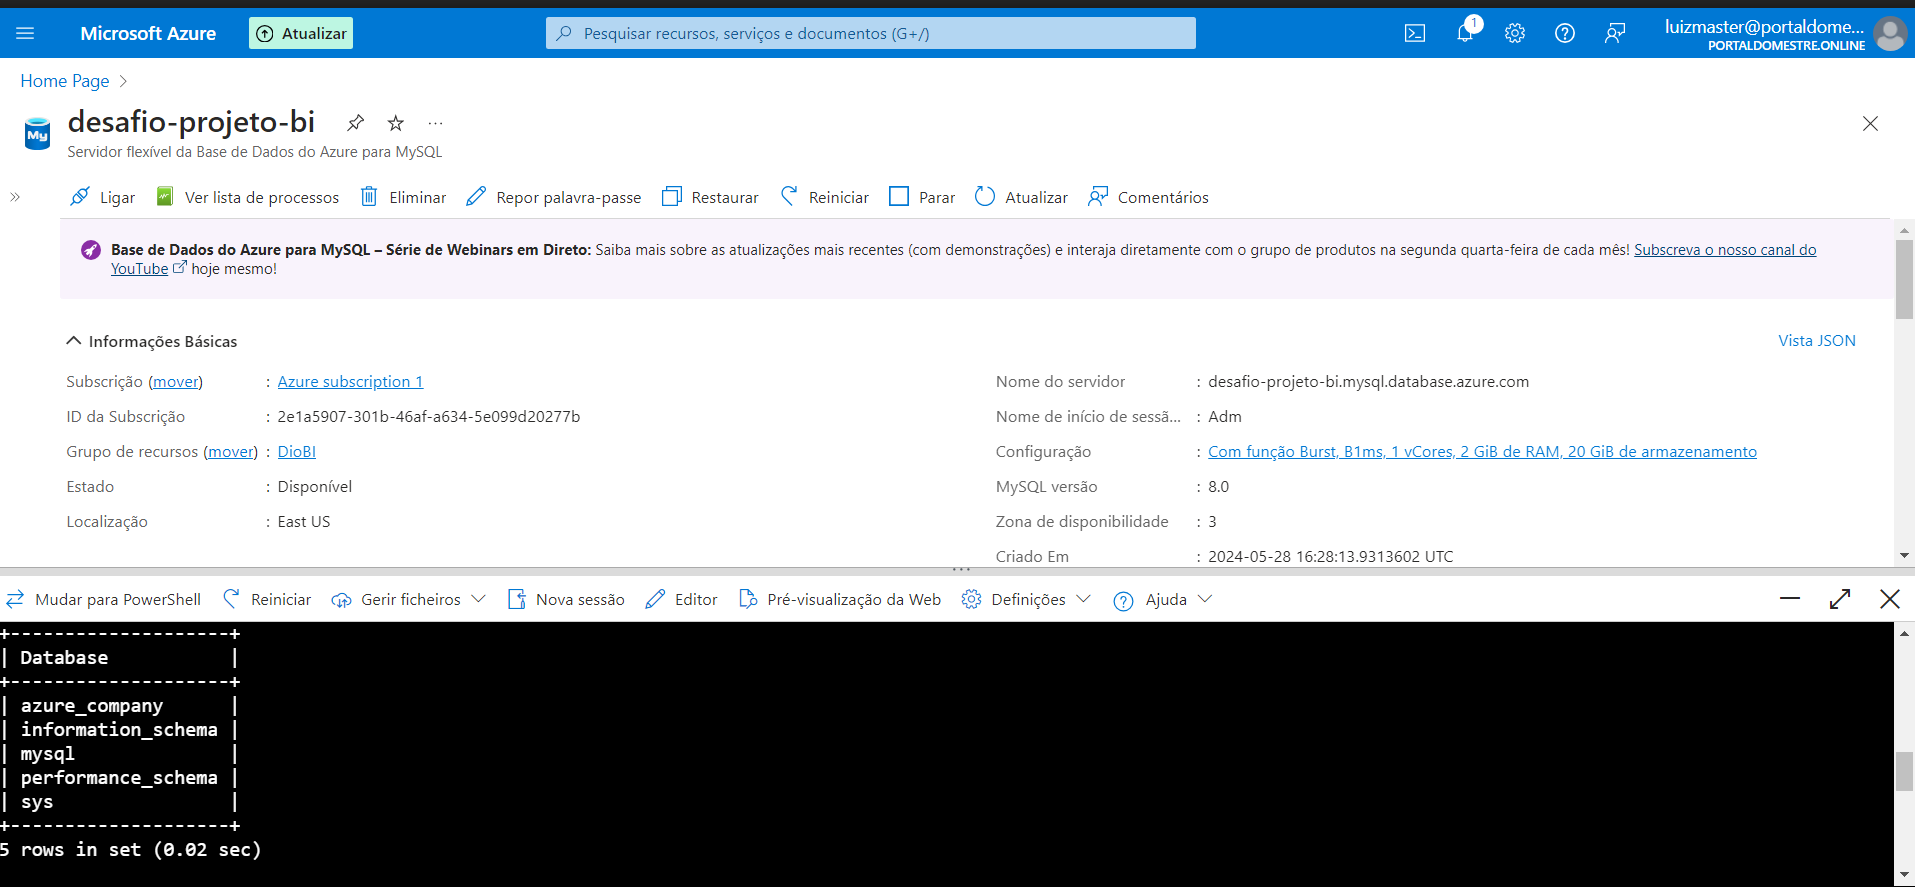 Microsoft Azure
Atualizar
Pesquisar recursos, serviços e documentos (G+/)
1
luizmaster@portaldome...
PORTALDOMESTRE.ONLINE
Home Page
My
desafio-projeto-bi
Servidor flexível da Base de Dados do Azure para MySQL
Ligar
Ver lista de processos
Eliminar
Repor palavra-passe
Restaurar
Reiniciar
Parar
Atualizar
Comentários
Base de Dados do Azure para MySQL – Série de Webinars em Direto: Saiba mais sobre as atualizações mais recentes (com demonstrações) e interaja diretamente com o grupo de produtos na segunda quarta-feira de cada mês! Subscreva o nosso canal do
YouTube hoje mesmo!
Informações Básicas
Vista JSON
Subscrição (mover) : Azure subscription 1
ID da Subscrição : 2e1a5907-301b-46af-a634-5e099d20277b
Grupo de recursos (mover) : DioBI
Estado : Disponível
Localização : East US
Nome do servidor : desafio-projeto-bi.mysql.database.azure.com
Nome de início de sessã... : Adm
Configuração : Com função Burst, B1ms, 1 vCores, 2 GiB de RAM, 20 GiB de armazenamento
MySQL versão : 8.0
Zona de disponibilidade : 3
Criado Em : 2024-05-28 16:28:13.9313602 UTC
Mudar para PowerShell
Reiniciar
Gerir ficheiros
Nova sessão
Editor
Pré-visualização da Web
Definições
Ajuda
+--------------------+
| Database           |
+--------------------+
| azure_company      |
| information_schema |
| mysql              |
| performance_schema |
| sys                |
+--------------------+
5 rows in set (0.02 sec)